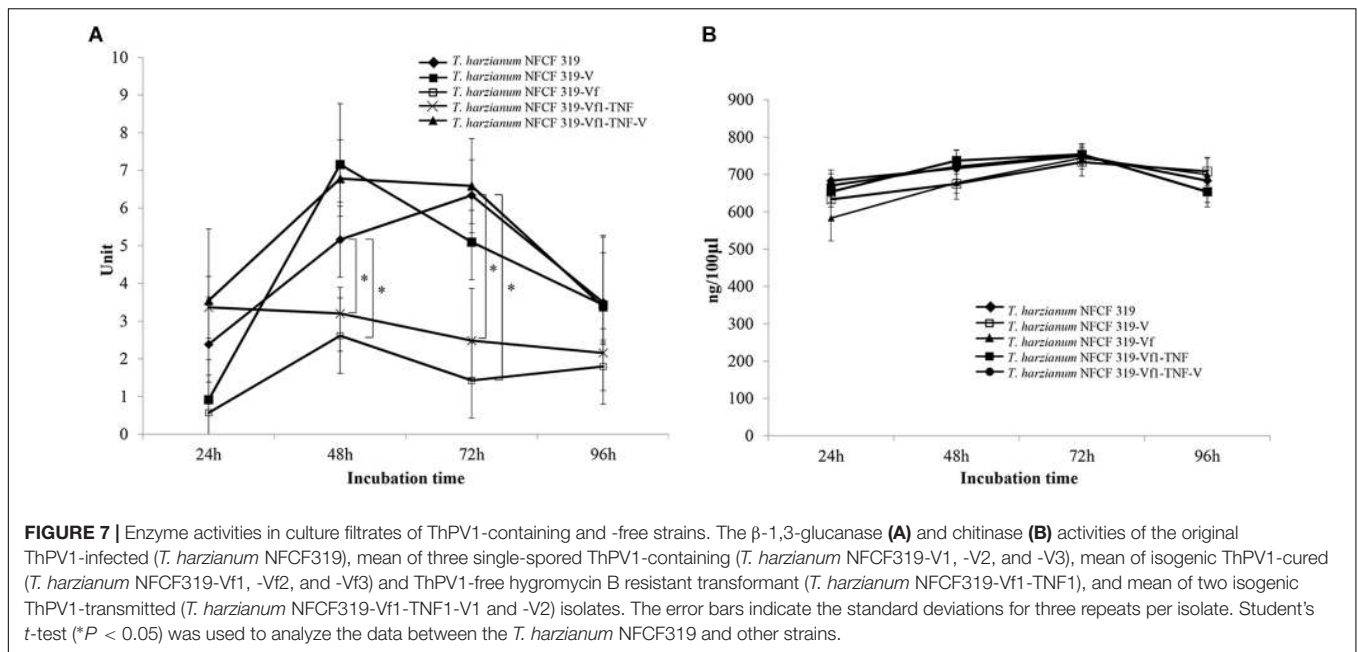 A
10
9
8
7
6
5
4
3
2
1
0
Unit
24h
48h
72h
96h
Incubation time
T. harzianum NFCF 319
T. harzianum NFCF 319-V
T. harzianum NFCF 319-Vf
T. harzianum NFCF 319-Vf1-TNF
T. harzianum NFCF 319-Vf1-TNF-V
*
*
*
*
B
900
800
700
600
500
400
300
200
100
0
ng/100μl
24h
48h
72h
96h
Incubation time
T. harzianum NFCF 319
T. harzianum NFCF 319-V
T. harzianum NFCF 319-Vf
T. harzianum NFCF 319-Vf1-TNF
T. harzianum NFCF 319-Vf1-TNF-V
FIGURE 7 | Enzyme activities in culture filtrates of ThPV1-containing and -free strains. The β-1,3-glucanase (A) and chitinase (B) activities of the original
ThPV1-infected (T. harzianum NFCF319), mean of three single-spored ThPV1-containing (T. harzianum NFCF319-V1, -V2, and -V3), mean of isogenic ThPV1-cured
(T. harzianum NFCF319-Vf1, -Vf2, and -Vf3) and ThPV1-free hygromycin B resistant transformant (T. harzianum NFCF319-Vf1-TNF1), and mean of two isogenic
ThPV1-transmitted (T. harzianum NFCF319-Vf1-TNF1-V1 and -V2) isolates. The error bars indicate the standard deviations for three repeats per isolate. Student's
t-test (*P < 0.05) was used to analyze the data between the T. harzianum NFCF319 and other strains.